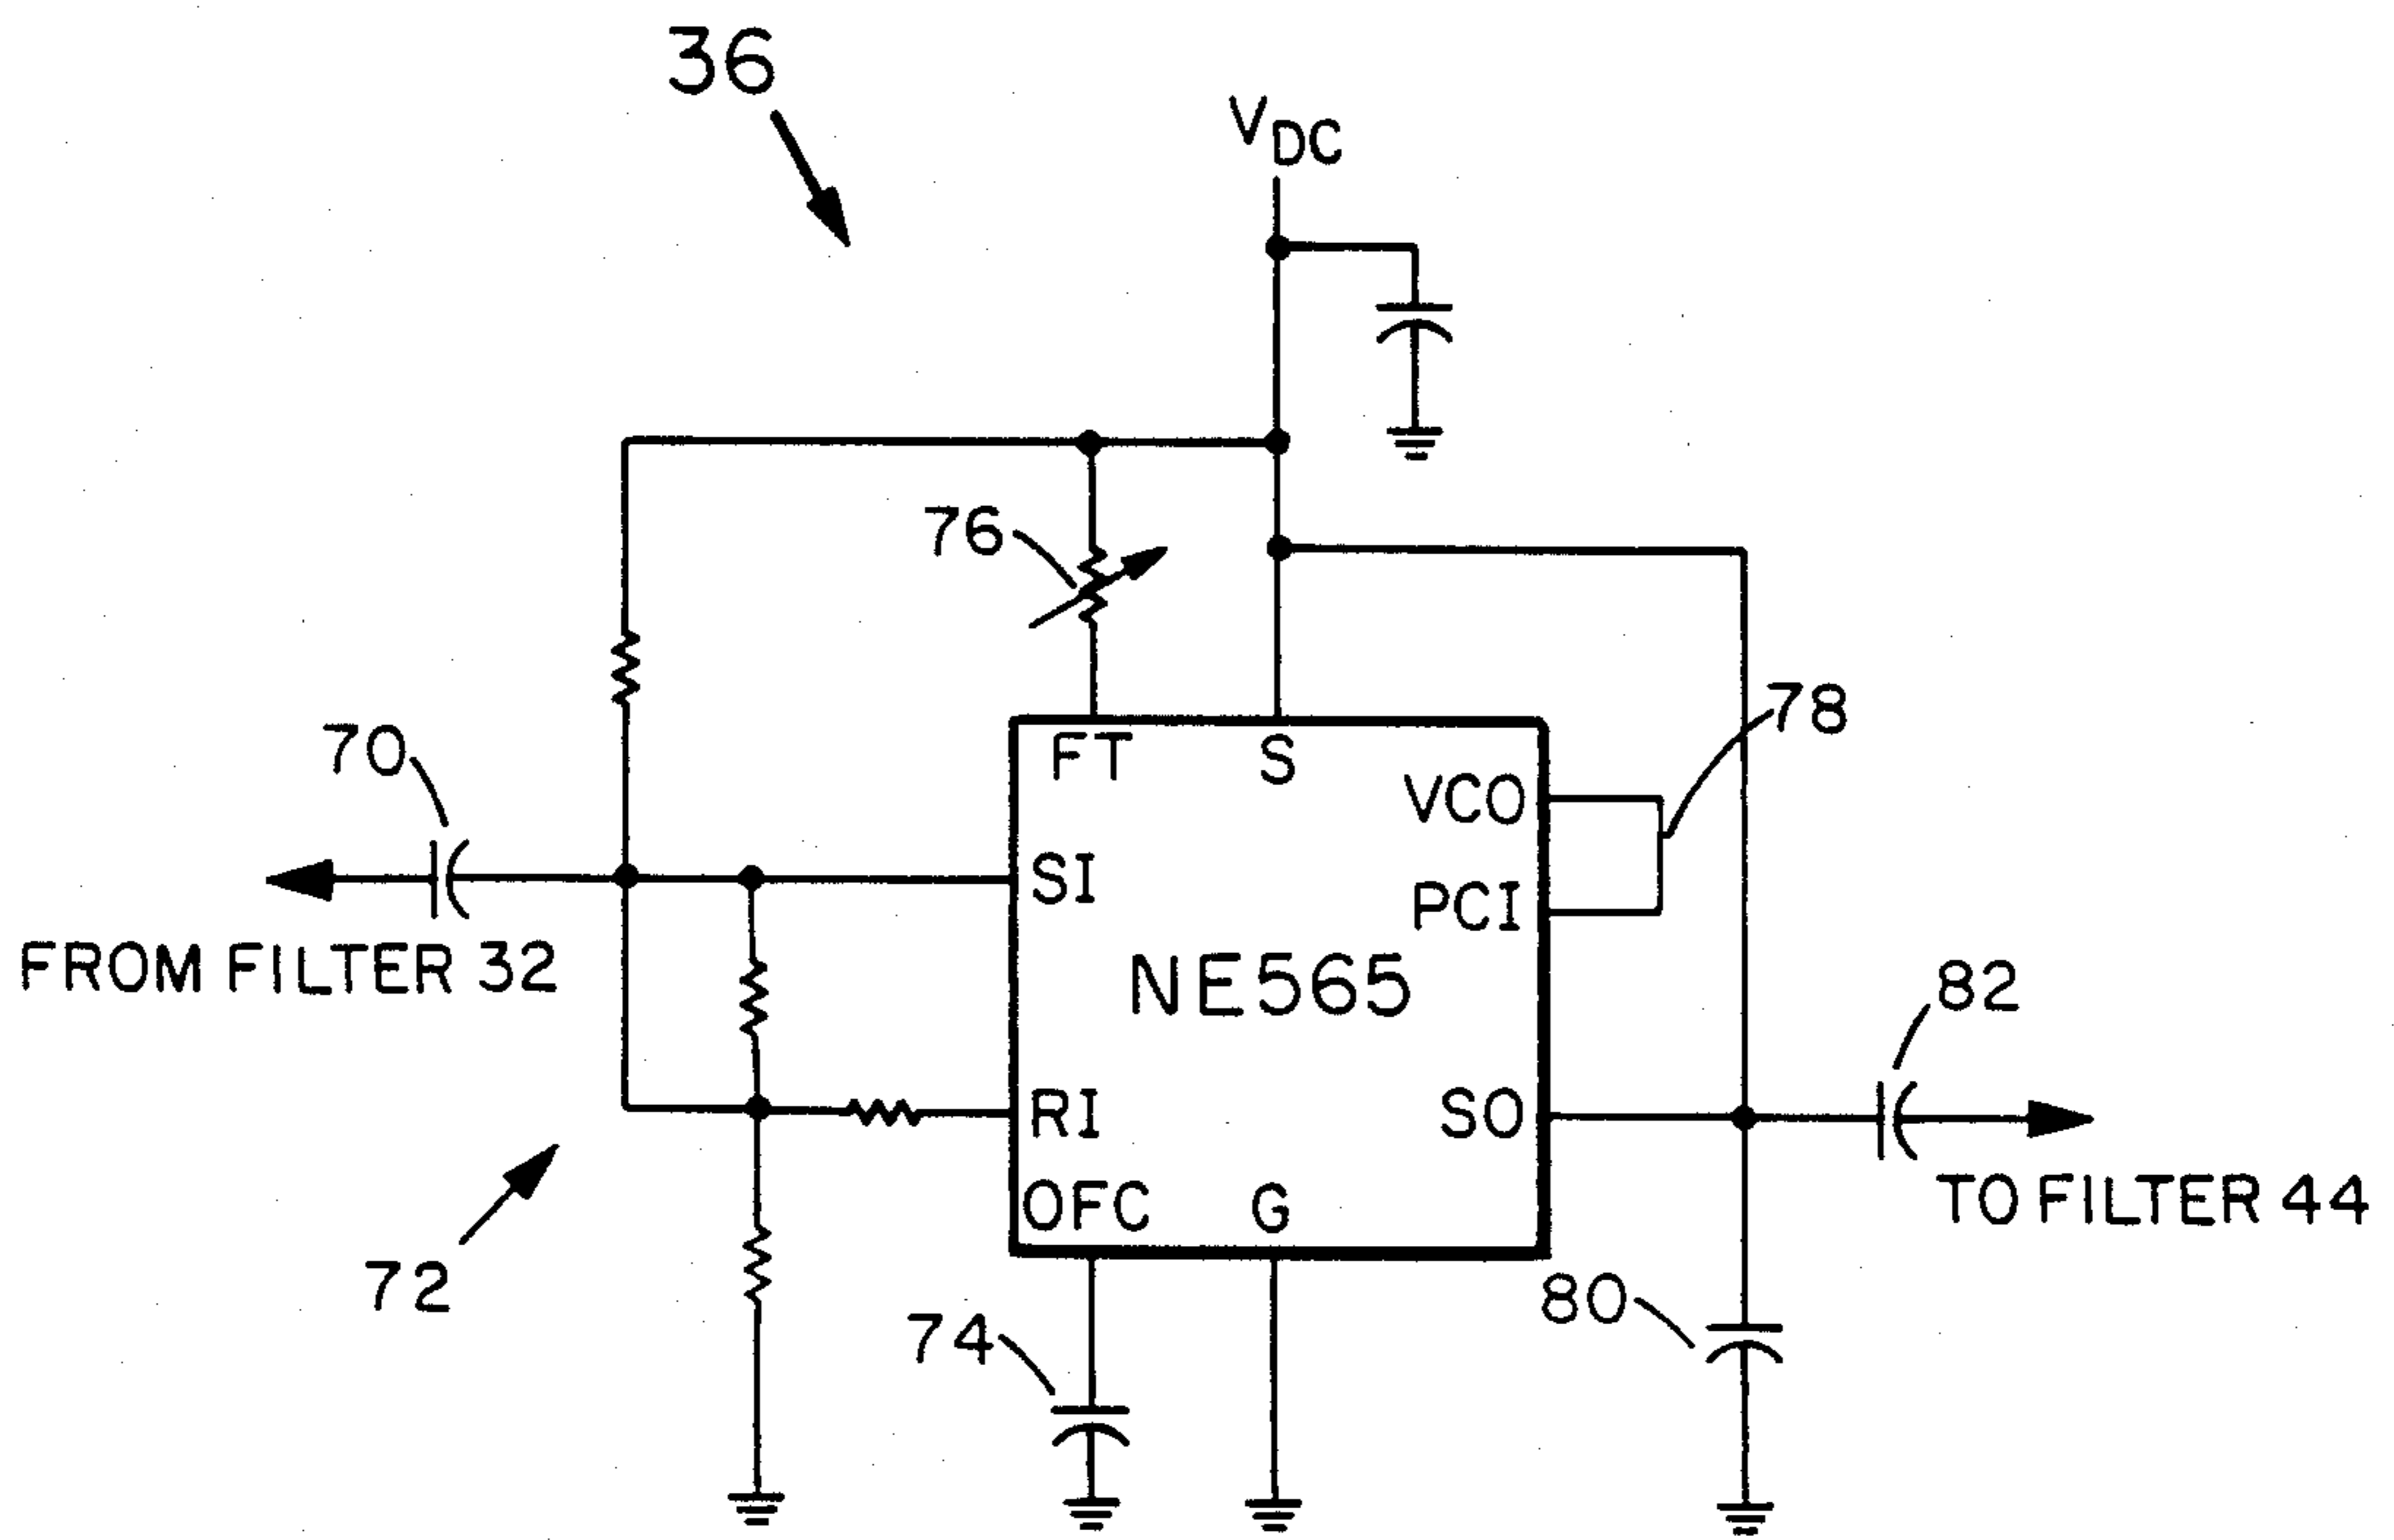 36
VDC
76
78
70
FT
S
VCO
SI
PCI
FROM FILTER 32
NE565
82
RI
SO
OFC
G
TO FILTER 44
72
80
74